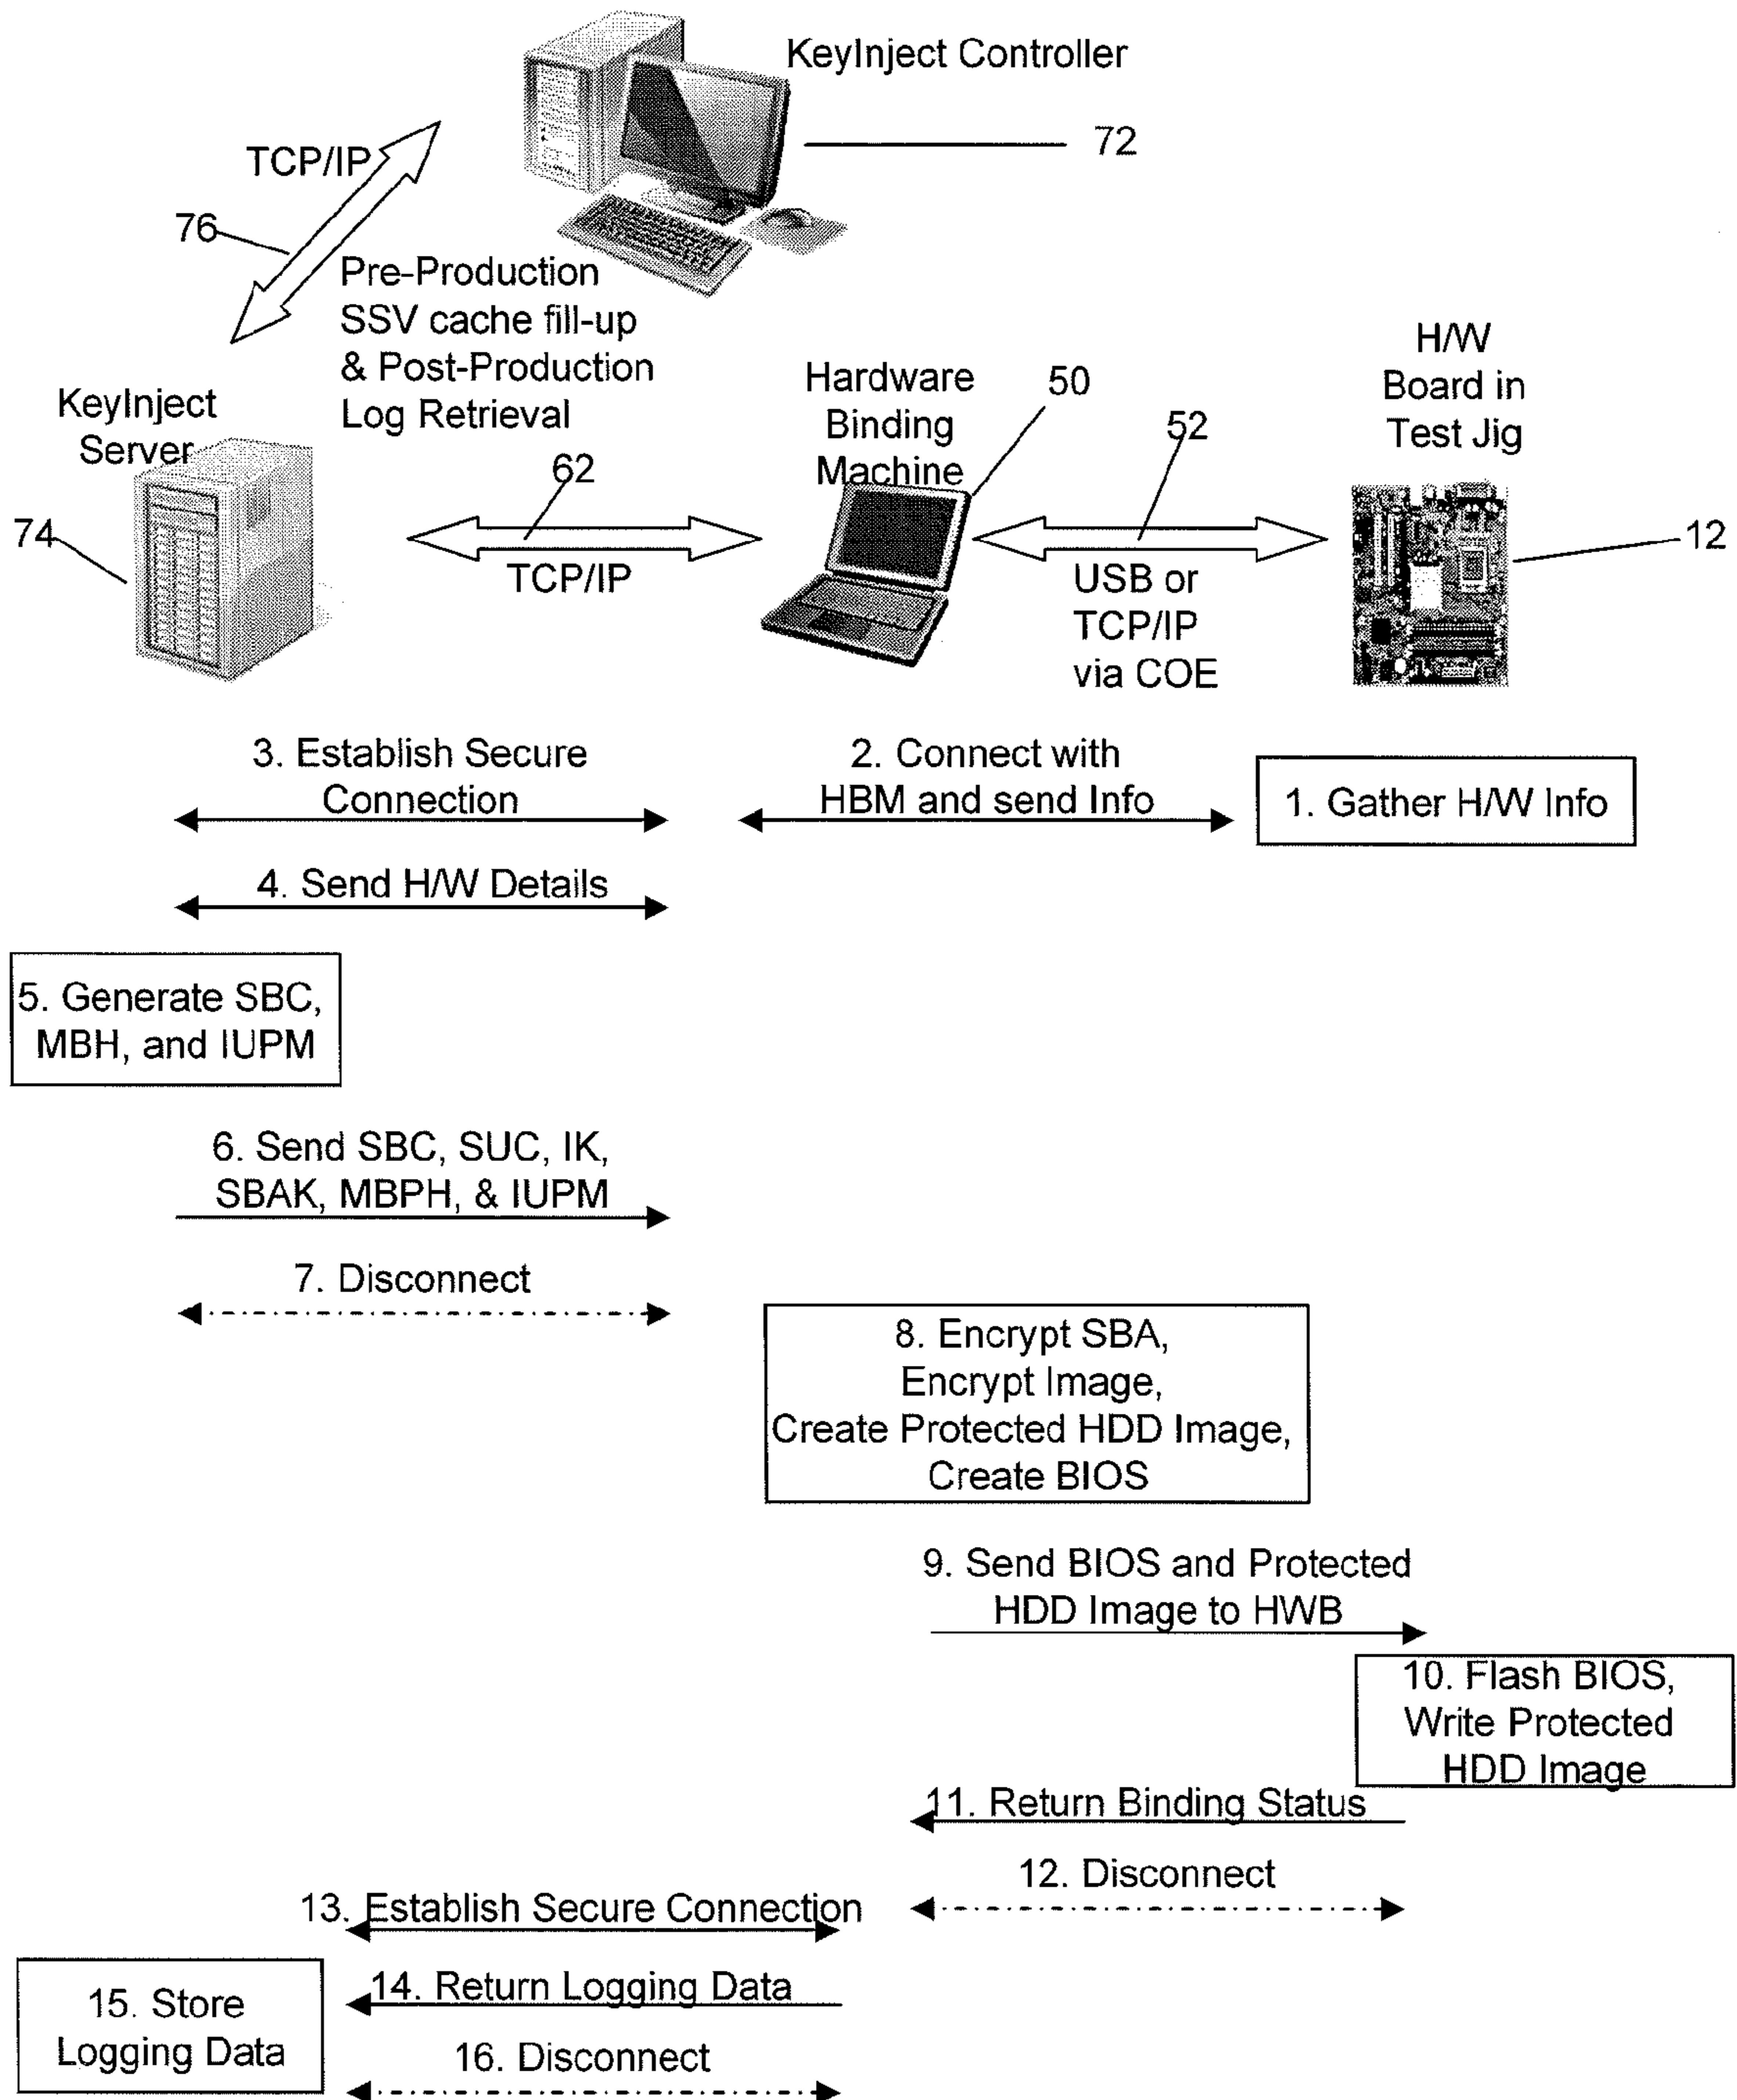 KeyInject Controller
72
TCP/IP
76
Pre-Production
SSV cache fill-up
& Post-Production
Log Retrieval
KeyInject
Server
74
62
TCP/IP
Hardware
Binding
Machine
50
52
USB or
TCP/IP
via COE
H/W
Board in
Test Jig
12
3. Establish Secure
Connection
2. Connect with
HBM and send Info
1. Gather H/W Info
4. Send H/W Details
5. Generate SBC,
MBH, and IUPM
6. Send SBC, SUC, IK,
SBAK, MBPH, & IUPM
7. Disconnect
8. Encrypt SBA,
Encrypt Image,
Create Protected HDD Image,
Create BIOS
9. Send BIOS and Protected
HDD Image to HWB
10. Flash BIOS,
Write Protected
HDD Image
11. Return Binding Status
12. Disconnect
13. Establish Secure Connection
14. Return Logging Data
15. Store
Logging Data
16. Disconnect